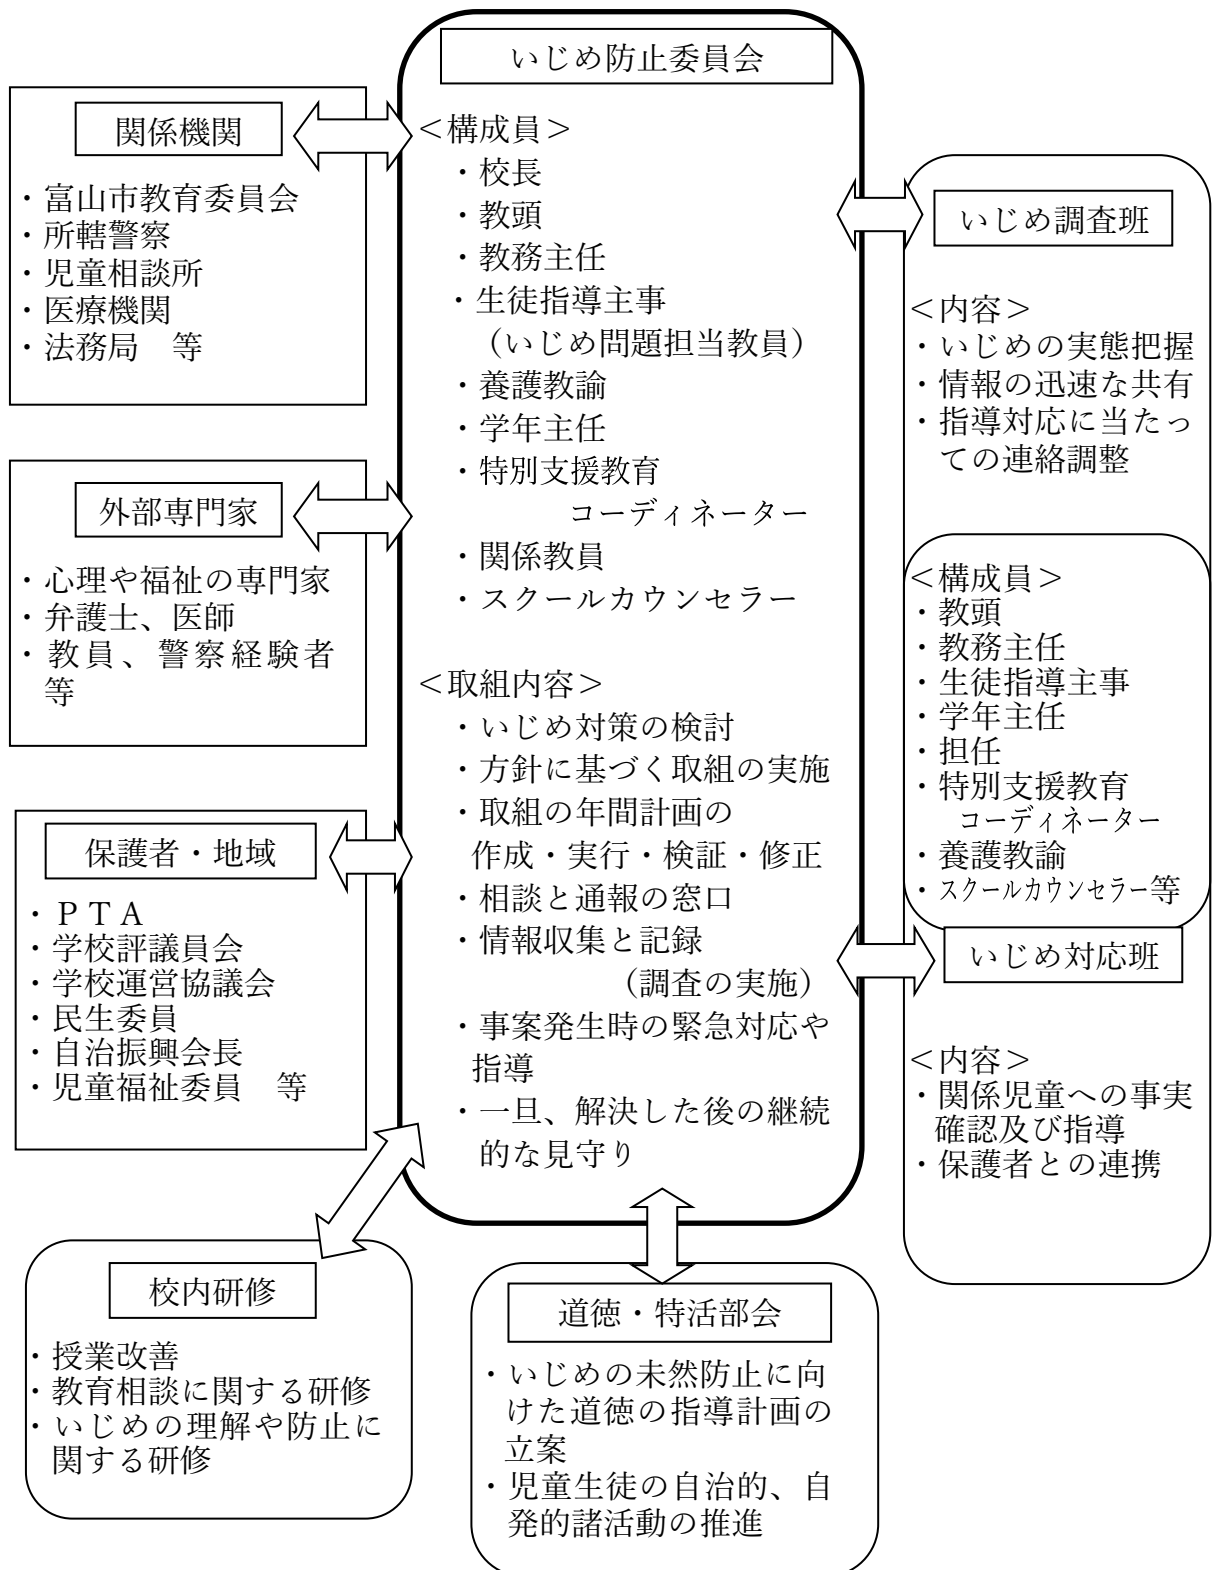 いじめ防止委員会
＜構成員＞
・校長
・教頭
・教務主任
・生徒指導主事
（いじめ問題担当教員）
・養護教諭
・学年主任
・特別支援教育
コーディネーター
・関係教員
・スクールカウンセラー
＜取組内容＞
・いじめ対策の検討
・方針に基づく取組の実施
・取組の年間計画の
作成・実行・検証・修正
・相談と通報の窓口
・情報収集と記録
（調査の実施）
・事案発生時の緊急対応や
指導
・一旦、解決した後の継続
的な見守り
関係機関
・富山市教育委員会
・所轄警察
・児童相談所
・医療機関
・法務局　等
外部専門家
・心理や福祉の専門家
・弁護士、医師
・教員、警察経験者
等
保護者・地域
・ＰＴＡ
・学校評議員会
・学校運営協議会
・民生委員
・自治振興会長
・児童福祉委員　等
いじめ調査班
＜内容＞
・いじめの実態把握
・情報の迅速な共有
・指導対応に当たっ
ての連絡調整
＜構成員＞
・教頭
・教務主任
・生徒指導主事
・学年主任
・担任
・特別支援教育
コーディネーター
・養護教諭
・スクールカウンセラー等
いじめ対応班
＜内容＞
・関係児童への事実
確認及び指導
・保護者との連携
校内研修
・授業改善
・教育相談に関する研修
・いじめの理解や防止に
関する研修
道徳・特活部会
・いじめの未然防止に向
けた道徳の指導計画の
立案
・児童生徒の自治的、自
発的諸活動の推進